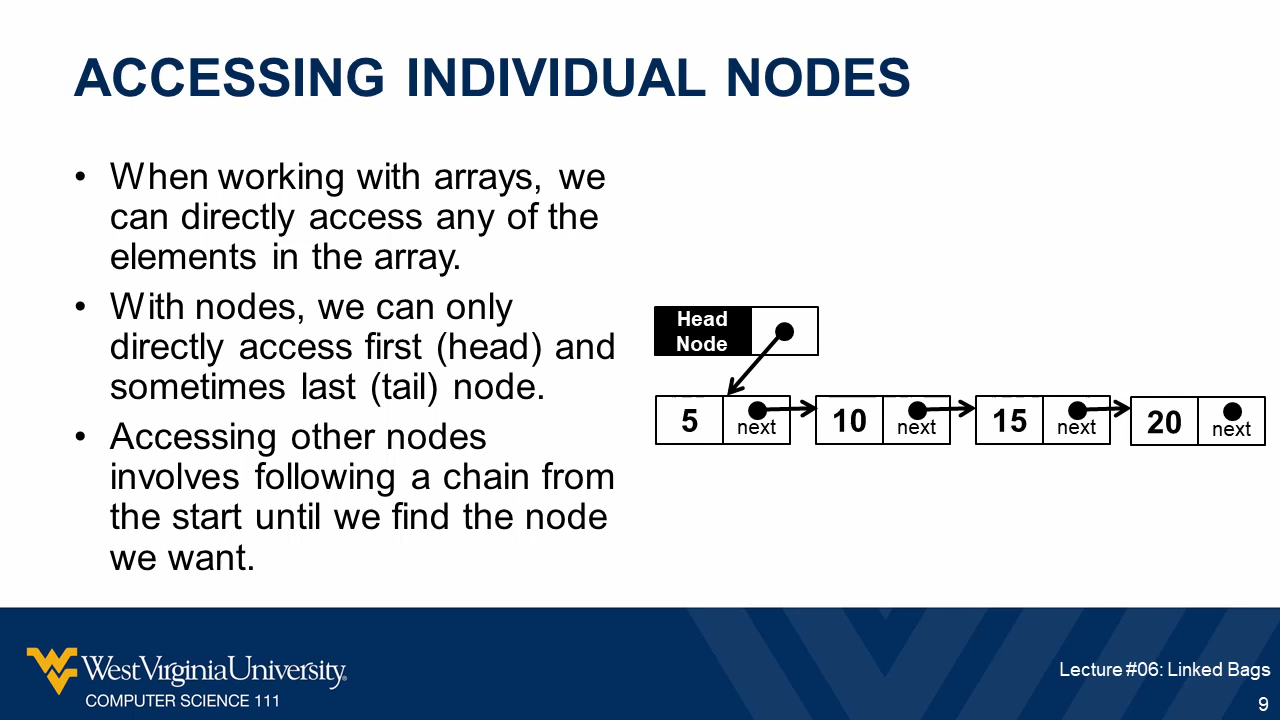 ACCESSING INDIVIDUAL NODES
• When working with arrays, we
can directly access any of the
elements in the array.
• With nodes, we can only
directly access first (head) and
sometimes last (tail) node.
• Accessing other nodes
involves following a chain from
the start until we find the node
we want.
Head
Node
5 next 10 next 15 next 20 next
West Virginia University.
COMPUTER SCIENCE 111
Lecture #06: Linked Bags
9